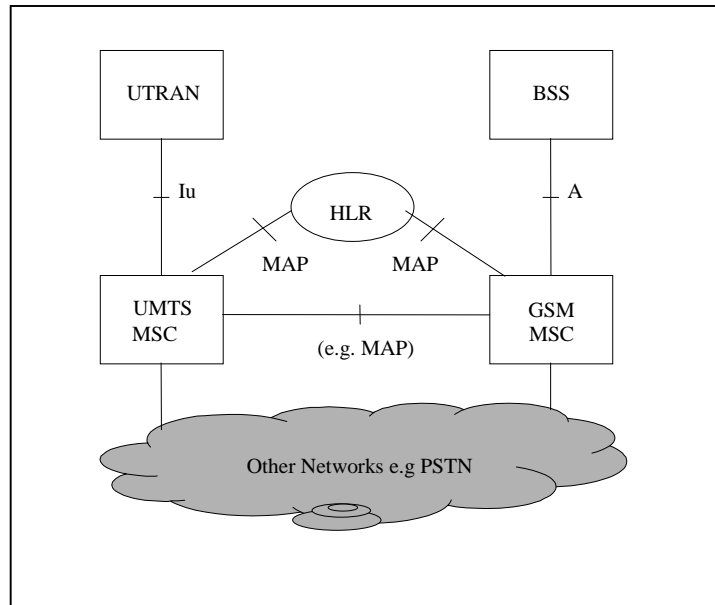 UTRAN
BSS
Iu
A
HLR
MAP
MAP
UMTS
MSC
GSM
MSC
(e.g. MAP)
Other Networks e.g PSTN